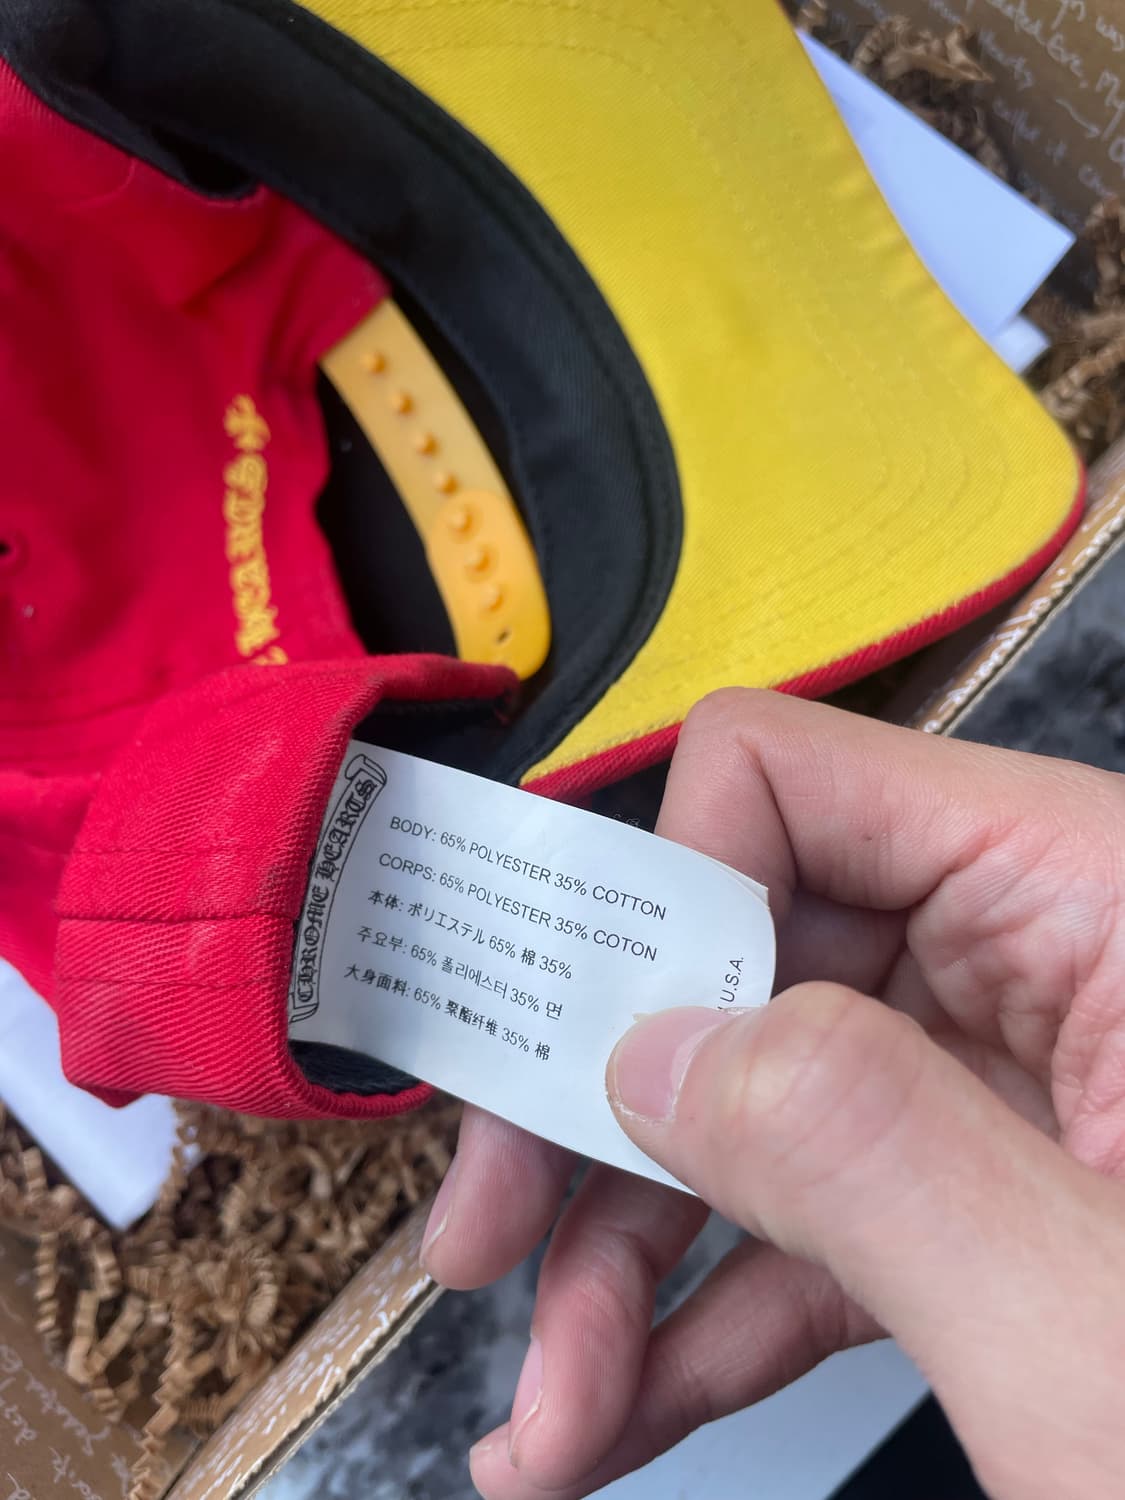 HEARTS
CHROME HEARTS
BODY: 65% POLYESTER 35% COTTON
CORPS: 65% POLYESTER 35% COTON
本体: ポリエステル 65% 棉 35%
주요부: 65% 폴리에스터 35% 면
大身面料: 65% 聚酯纤维 35% 棉
U.S.A.